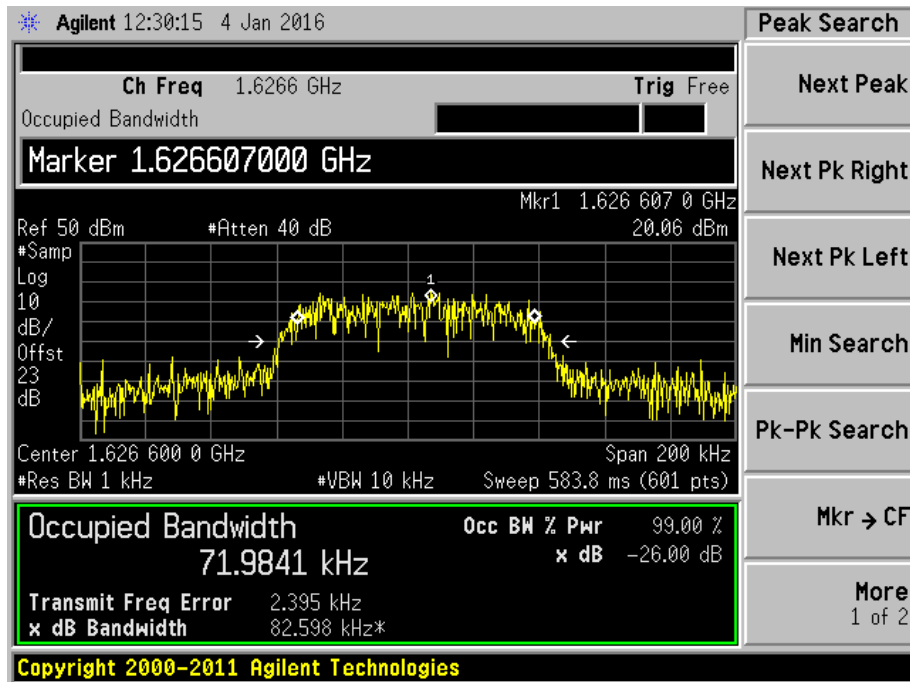 Agilent 12:30:15 4 Jan 2016
Peak Search
Ch Freq 1.6266 GHz Trig Free
Occupied Bandwidth
Marker 1.626607000 GHz
Mkr1 1.626 607 0 GHz
Ref 50 dBm #Atten 40 dB 20.06 dBm
#Samp
Log
10
dB/
Offst
23
dB
1
Center 1.626 600 0 GHz Span 200 kHz
#Res BW 1 kHz #VBW 10 kHz Sweep 583.8 ms (601 pts)
Occupied Bandwidth Occ BW % Pwr 99.00 %
71.9841 kHz x dB -26.00 dB
Transmit Freq Error 2.395 kHz
x dB Bandwidth 82.598 kHz*
Next Peak
Next Pk Right
Next Pk Left
Min Search
Pk-Pk Search
Mkr → CF
More
1 of 2
Copyright 2000-2011 Agilent Technologies